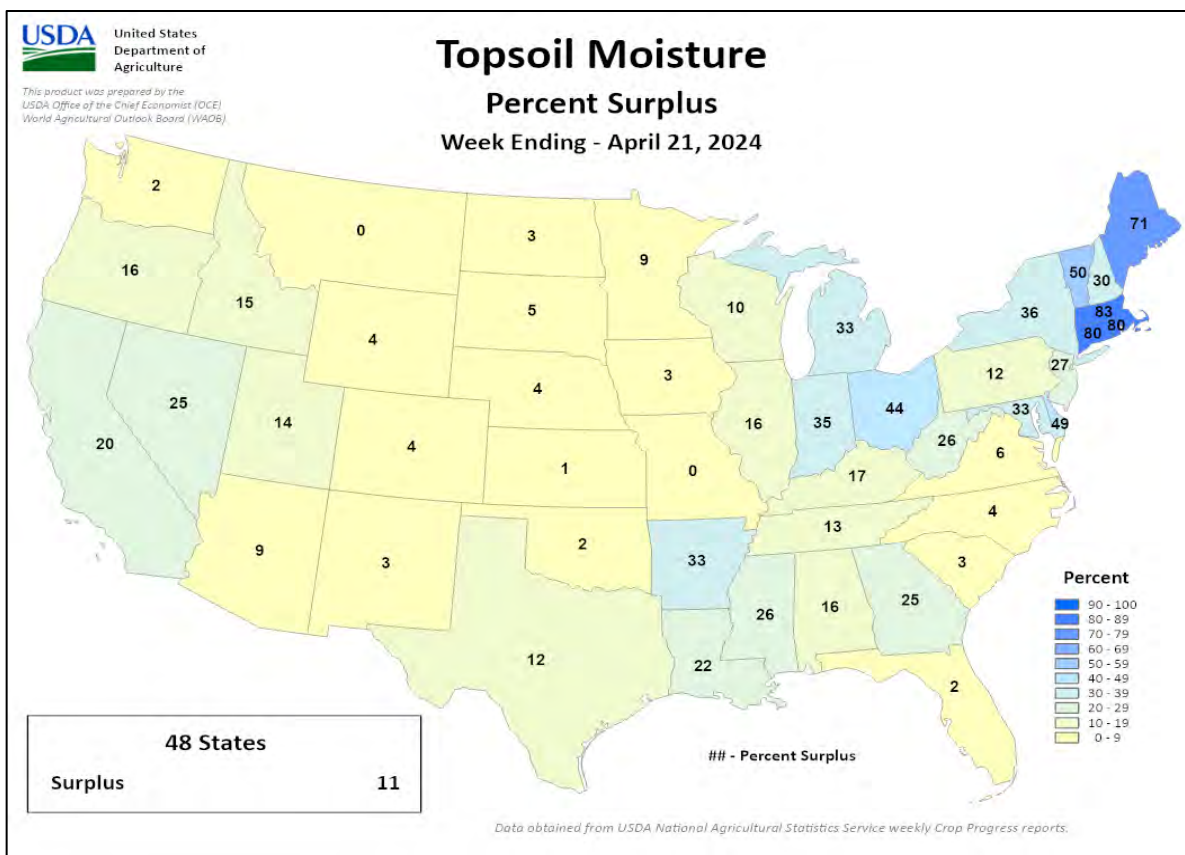 USDA
United States
Department of
Agriculture
This product was prepared by the
USDA Office of the Chief Economist (OCE)
World Agricultural Outlook Board (WAOB)
Topsoil Moisture
Percent Surplus
Week Ending - April 21, 2024
2
0
3
9
71
16
15
5
10
33
36
50
30
4
83
80
80
25
4
3
12
27
20
14
4
16
35
44
33
49
26
1
0
17
6
9
3
2
33
13
4
3
12
22
26
16
25
2
Percent
90 - 100
80 - 89
70 - 79
60 - 69
50 - 59
40 - 49
30 - 39
20 - 29
10 - 19
0 - 9
48 States
Surplus 11
## - Percent Surplus
Data obtained from USDA National Agricultural Statistics Service weekly Crop Progress reports.